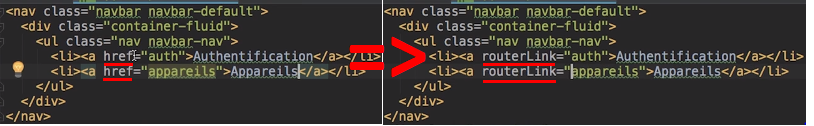 <nav class="navbar navbar-default">
  <div class="container-fluid">
    <ul class="nav navbar-nav">
      <li><a href="auth">Authentification</a></li>
      <li><a href="appareils">Appareils</a></li>
    </ul>
  </div>
</nav>
=>
<nav class="navbar navbar-default">
  <div class="container-fluid">
    <ul class="nav navbar-nav">
      <li><a routerLink="auth">Authentification</a></li>
      <li><a routerLink="appareils">Appareils</a></li>
    </ul>
  </div>
</nav>